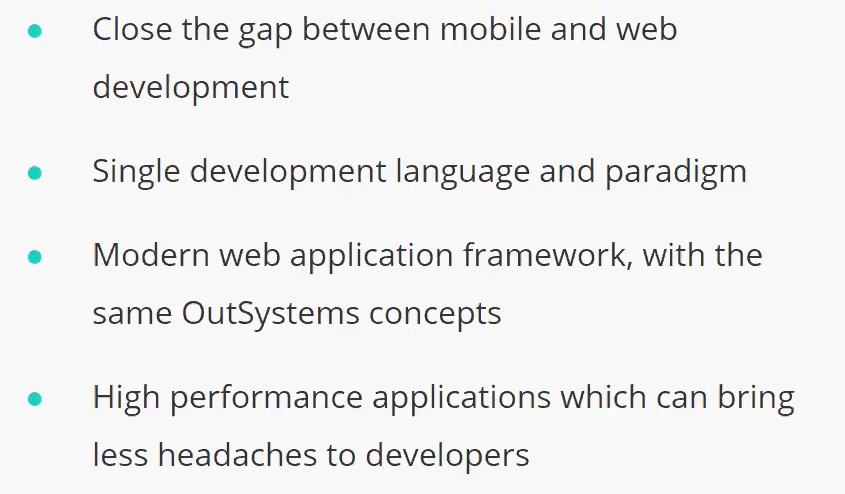 Close the gap between mobile and web
development
Single development language and paradigm
Modern web application framework, with the
same OutSystems concepts
High performance applications which can bring
less headaches to developers